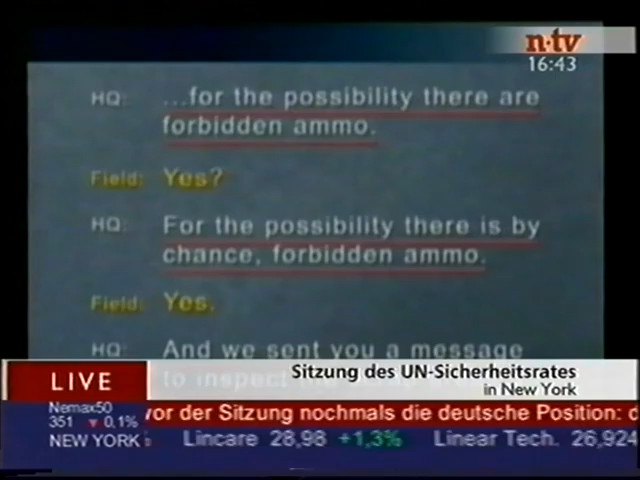 n-tv
16:43
HQ: ...for the possibility there are
forbidden ammo.
Field: Yes?
HQ: For the possibility there is by
chance, forbidden ammo.
Field: Yes.
HQ: And we sent you a message
to inspect
LIVE
Sitzung des UN-Sicherheitsrates
in New York
Nemax50
351 ▼ 0,1%
vor der Sitzung nochmals die deutsche Position: d
NEW YORK: Lincare 28,98 +1,3% Linear Tech. 26,924